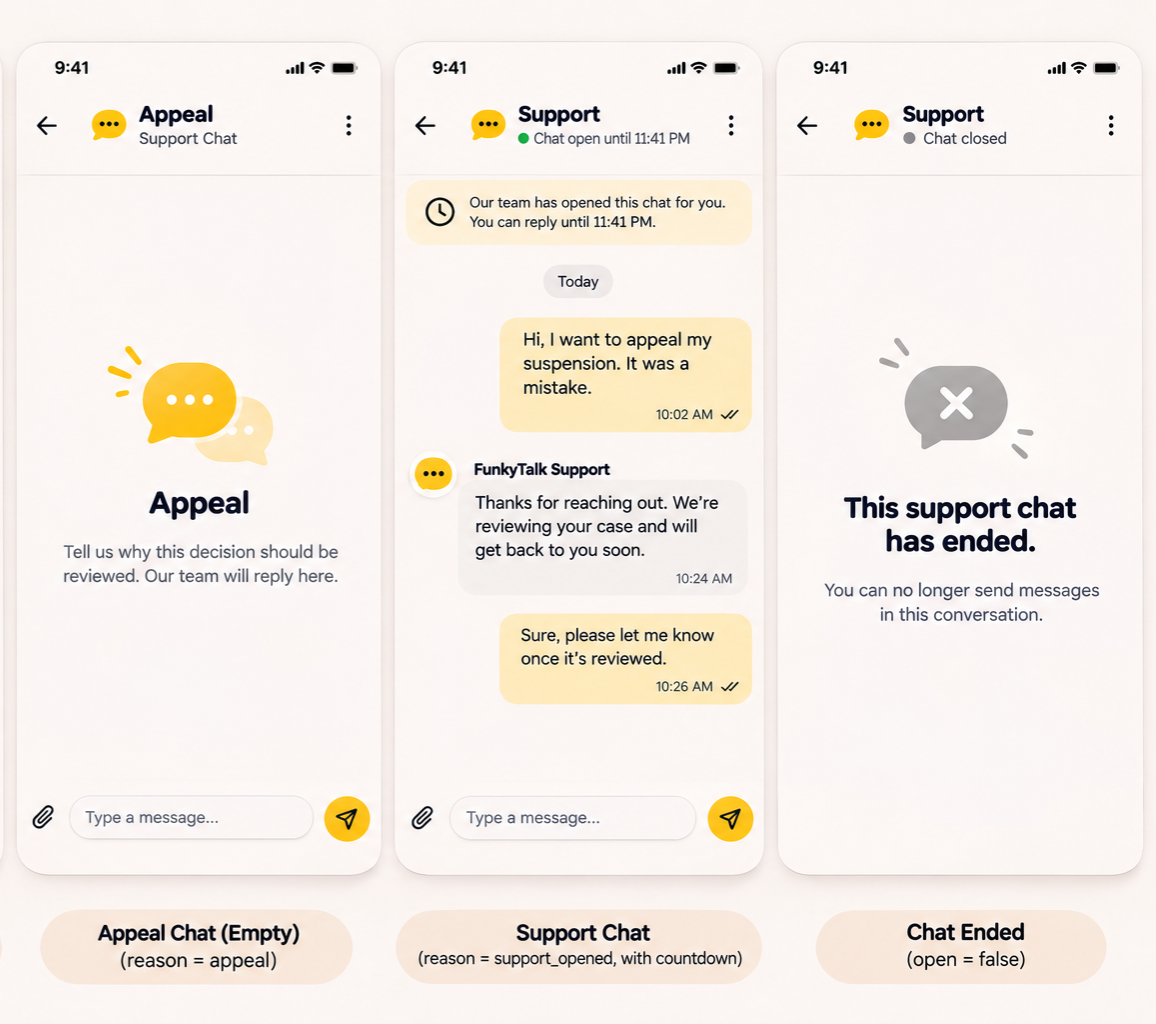 9:41
Appeal
Support Chat
Appeal
Tell us why this decision should be
reviewed. Our team will reply here.
Type a message...
Appeal Chat (Empty)
(reason = appeal)
9:41
Support
Chat open until 11:41 PM
Our team has opened this chat for you.
You can reply until 11:41 PM.
Today
Hi, I want to appeal my
suspension. It was a
mistake.
10:02 AM
FunkyTalk Support
Thanks for reaching out. We're
reviewing your case and will
get back to you soon.
10:24 AM
Sure, please let me know
once it's reviewed.
10:26 AM
Type a message...
Support Chat
(reason = support_opened, with countdown)
9:41
Support
Chat closed
This support chat
has ended.
You can no longer send messages
in this conversation.
Chat Ended
(open = false)